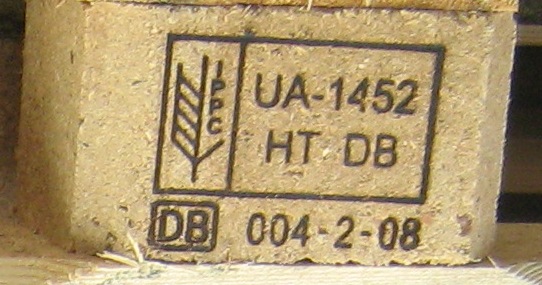 IPPC
UA-1452
HT DB
DB 004-2-08